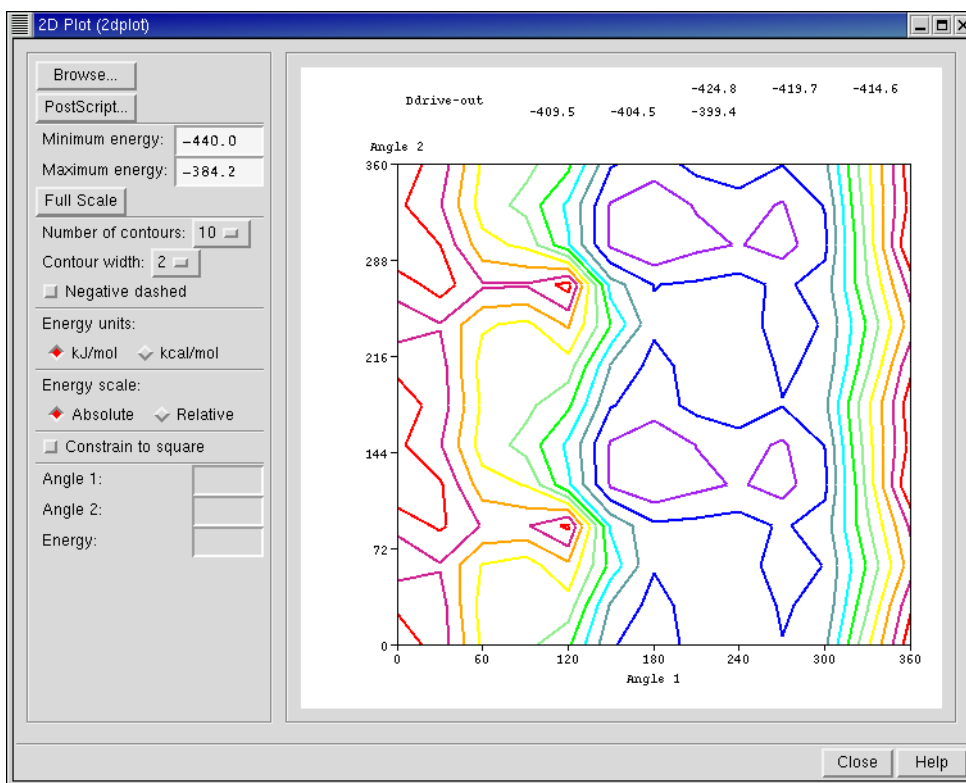 2D Plot (2dplot)
Browse...
PostScript...
Minimum energy: -440.0
Maximum energy: -384.2
Full Scale
Number of contours: 10
Contour width: 2
Negative dashed
Energy units:
kJ/mol kcal/mol
Energy scale:
Absolute Relative
Constrain to square
Angle 1:
Angle 2:
Energy:
-424.8 -419.7 -414.6
Ddrive-out
-409.5 -404.5 -399.4
Angle 2
360
288
216
144
72
0
0 60 120 180 240 300 360
Angle 1
Close Help